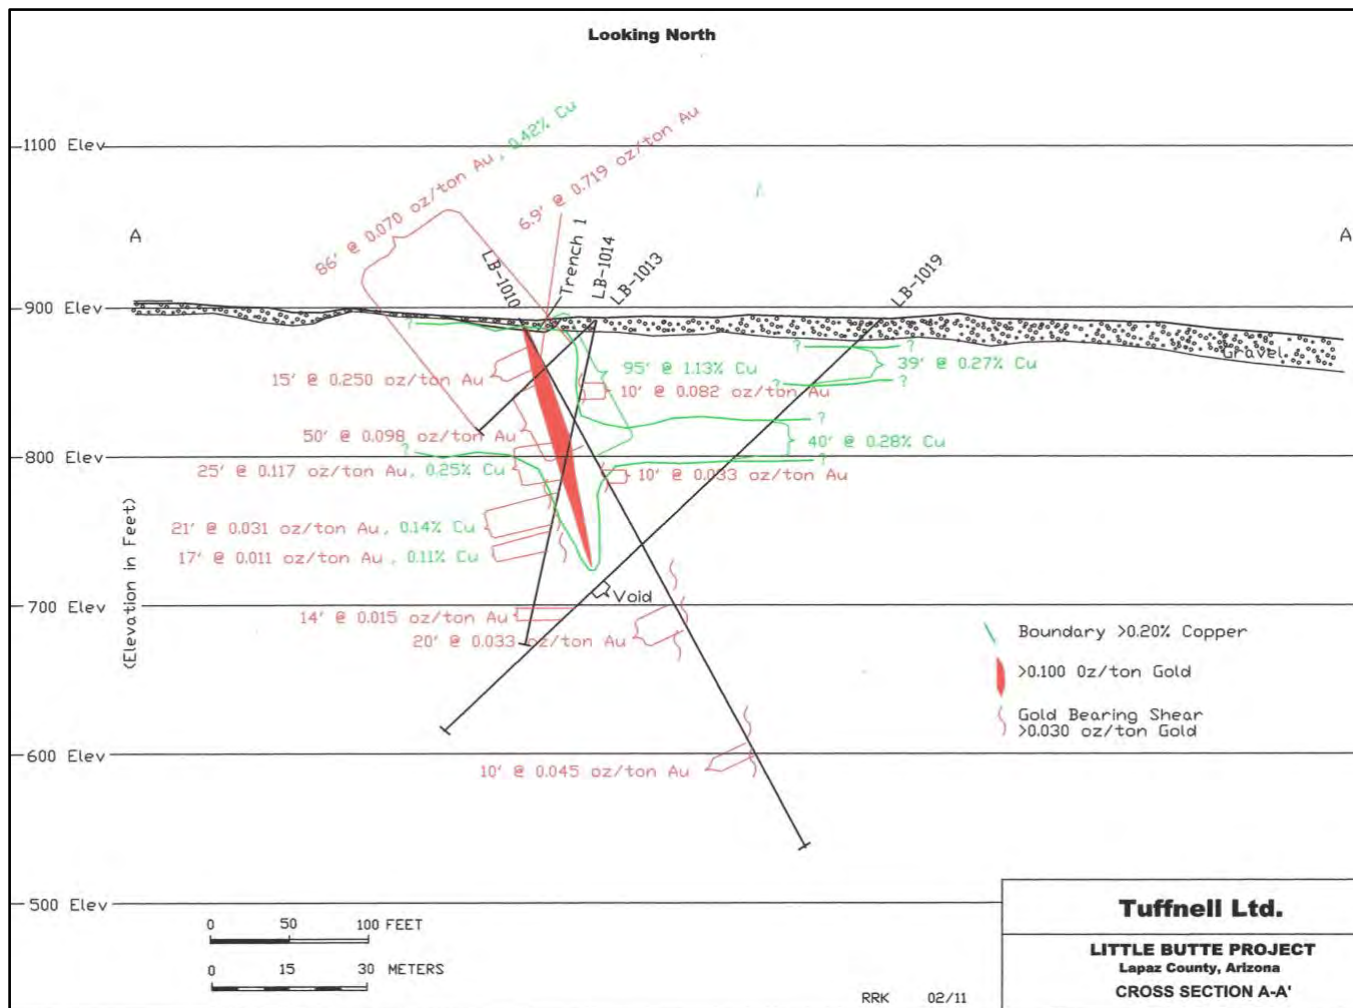 Looking North
1100 Elev
86' @ 0.070 oz/ton Au, 0.42% Cu
6.9' @ 0.719 oz/ton Au
A
A
LB-1010
Trench 1
LB-1014
LB-1013
LB-1019
900 Elev
Gravel
15' @ 0.250 oz/ton Au
95' @ 1.13% Cu
39' @ 0.27% Cu
10' @ 0.082 oz/ton Au
?
?
?
?
?
?
?
?
50' @ 0.098 oz/ton Au
40' @ 0.28% Cu
800 Elev
25' @ 0.117 oz/ton Au, 0.25% Cu
10' @ 0.033 oz/ton Au
21' @ 0.031 oz/ton Au, 0.14% Cu
17' @ 0.011 oz/ton Au, 0.11% Cu
(Elevation in Feet)
Void
700 Elev
14' @ 0.015 oz/ton Au
20' @ 0.033 oz/ton Au
Boundary >0.20% Copper
>0.100 Oz/ton Gold
Gold Bearing Shear
>0.030 oz/ton Gold
600 Elev
10' @ 0.045 oz/ton Au
500 Elev
0 50 100 FEET
0 15 30 METERS
RRK 02/11
Tuffnell Ltd.
LITTLE BUTTE PROJECT
Lapaz County, Arizona
CROSS SECTION A-A'